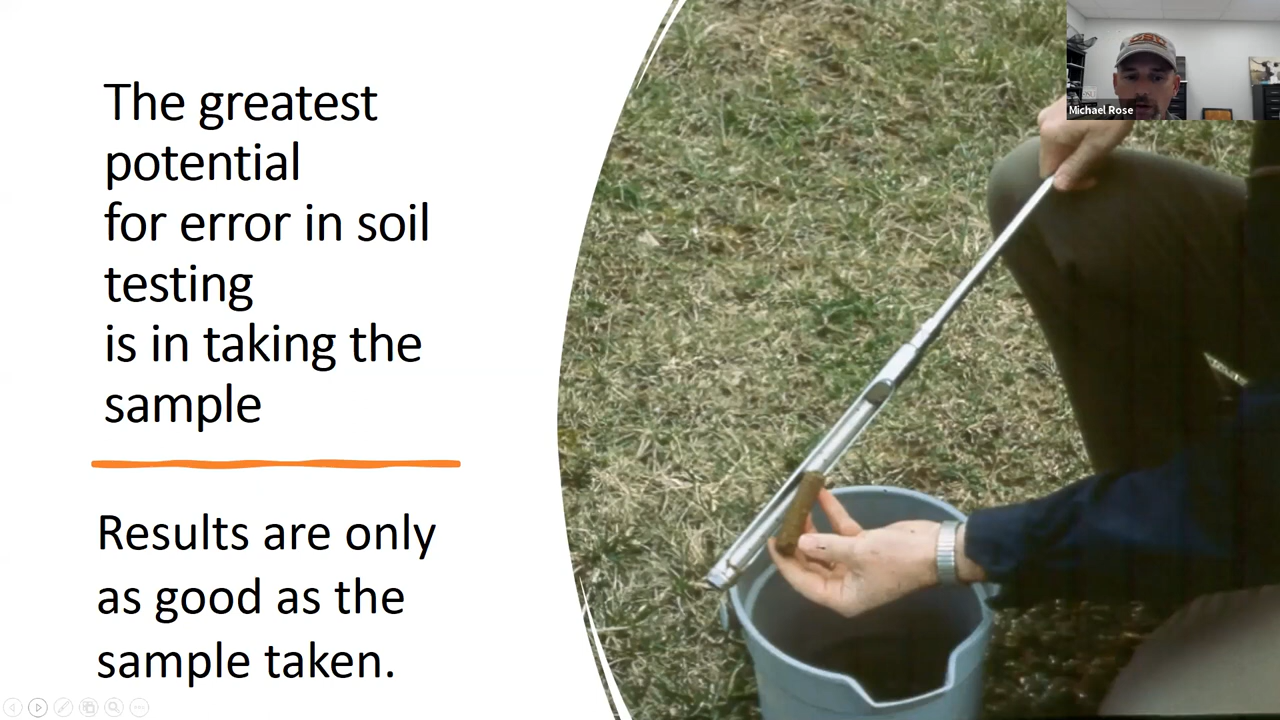 The greatest
potential
for error in soil
testing
is in taking the
sample
Results are only
as good as the
sample taken.
Michael Rose